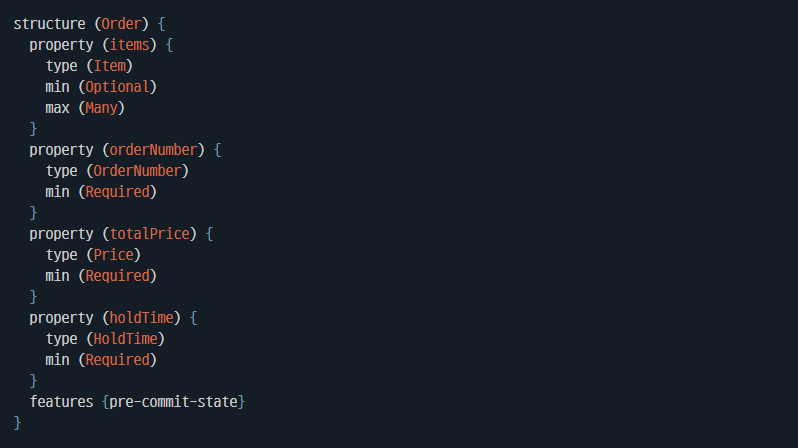 structure (Order) {
  property (items) {
    type (Item)
    min (Optional)
    max (Many)
  }
  property (orderNumber) {
    type (OrderNumber)
    min (Required)
  }
  property (totalPrice) {
    type (Price)
    min (Required)
  }
  property (holdTime) {
    type (HoldTime)
    min (Required)
  }
  features {pre-commit-state}
}